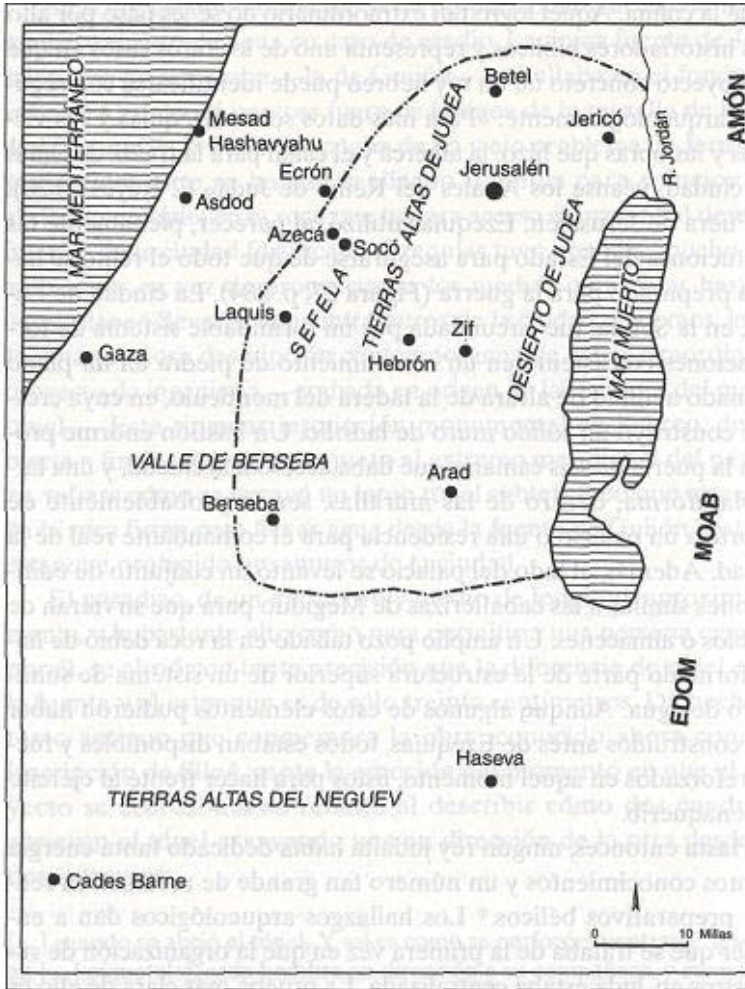 Betel
AMÓN
MAR MEDITERRÁNEO
Mesad
Hashavyahu
Jericó
R. Jordan
Ecrón
Jerusalén
Asdod
Azecá
Socó
SEFELA
TIERRAS ALTAS DE JUDEA
DESIERTO DE JUDEA
Laquis
Zif
Hebrón
MAR MUERTO
Gaza
VALLE DE BERSEBA
Arad
Berseba
MOAB
EDOM
Haseva
TIERRAS ALTAS DEL NEGUEV
Cades Barne
0 10 Millas